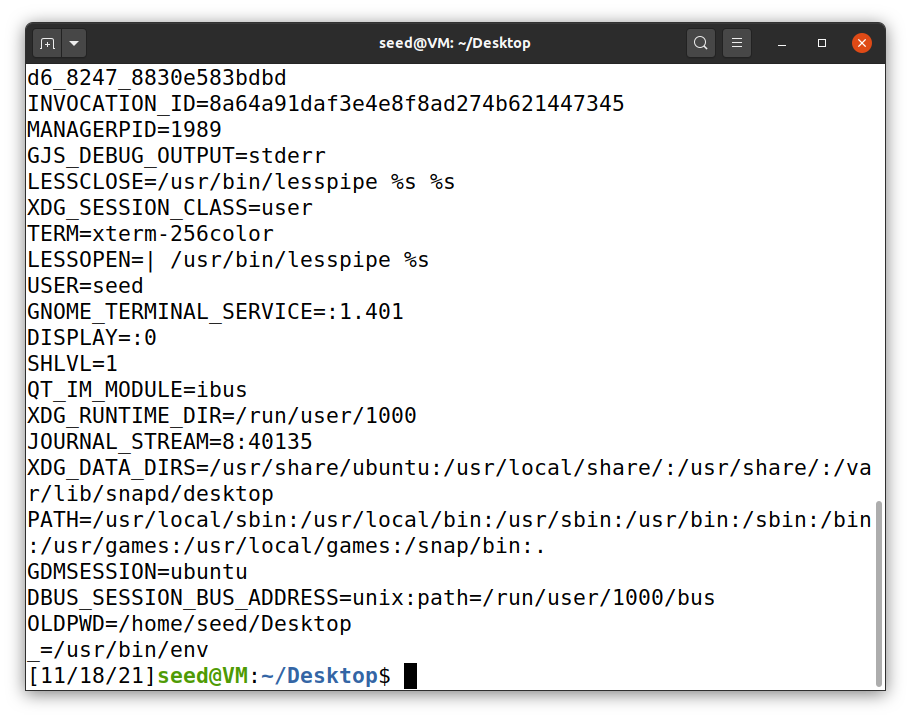 seed@VM: ~/Desktop
d6_8247_8830e583bdbd
INVOCATION_ID=8a64a91daf3e4e8f8ad274b621447345
MANAGERPID=1989
GJS_DEBUG_OUTPUT=stderr
LESSCLOSE=/usr/bin/lesspipe %s %s
XDG_SESSION_CLASS=user
TERM=xterm-256color
LESSOPEN=| /usr/bin/lesspipe %s
USER=seed
GNOME_TERMINAL_SERVICE=:1.401
DISPLAY=:0
SHLVL=1
QT_IM_MODULE=ibus
XDG_RUNTIME_DIR=/run/user/1000
JOURNAL_STREAM=8:40135
XDG_DATA_DIRS=/usr/share/ubuntu:/usr/local/share/:/usr/share/:/va
r/lib/snapd/desktop
PATH=/usr/local/sbin:/usr/local/bin:/usr/sbin:/usr/bin:/sbin:/bin
:/usr/games:/usr/local/games:/snap/bin:.
GDMSESSION=ubuntu
DBUS_SESSION_BUS_ADDRESS=unix:path=/run/user/1000/bus
OLDPWD=/home/seed/Desktop
_=/usr/bin/env
[11/18/21]seed@VM:~/Desktop$